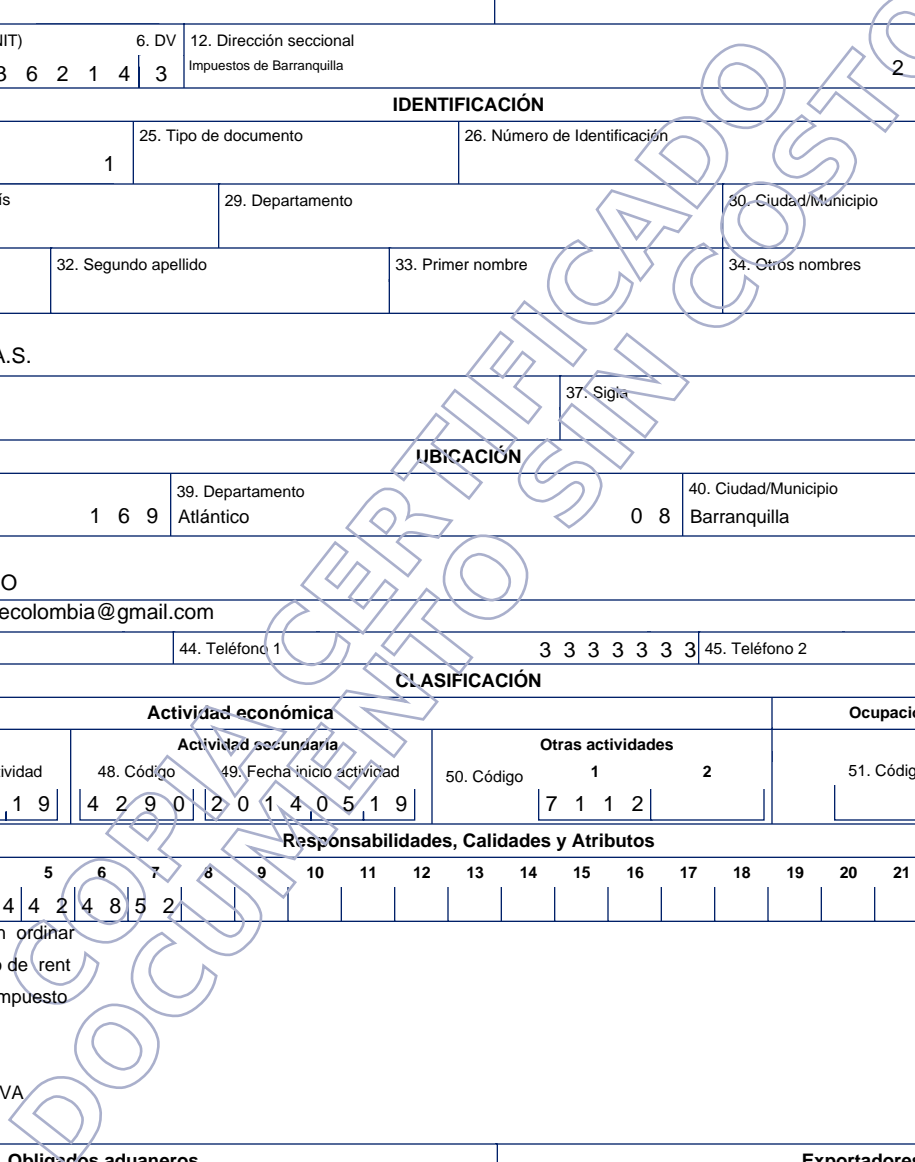 NIT) 6. DV 12. Dirección seccional
3 6 2 1 4 3 Impuestos de Barranquilla 2
IDENTIFICACIÓN
25. Tipo de documento 26. Número de Identificación
1
ís 29. Departamento 30. Ciudad/Municipio
32. Segundo apellido 33. Primer nombre 34. Otros nombres
A.S.
37. Sigla
UBICACIÓN
39. Departamento 40. Ciudad/Municipio
1 6 9 Atlántico 0 8 Barranquilla
O
ecolombia@gmail.com
44. Teléfono 1 3 3 3 3 3 3 3 45. Teléfono 2
CLASIFICACIÓN
Actividad económica Ocupació
Actividad secundaria Otras actividades
ividad 48. Código 49. Fecha inicio actividad 50. Código 1 2 51. Códig
1 9 4 2 9 0 2 0 1 4 0 5 1 9 7 1 1 2
Responsabilidades, Calidades y Atributos
5 6 7 8 9 10 11 12 13 14 15 16 17 18 19 20 21
4 4 2 4 8 5 2
n ordinar
o de rent
mpuesto
VA
Obligados aduaneros Exportadores
COPIA CERTIFICADO
DOCUMENTO SIN COSTO